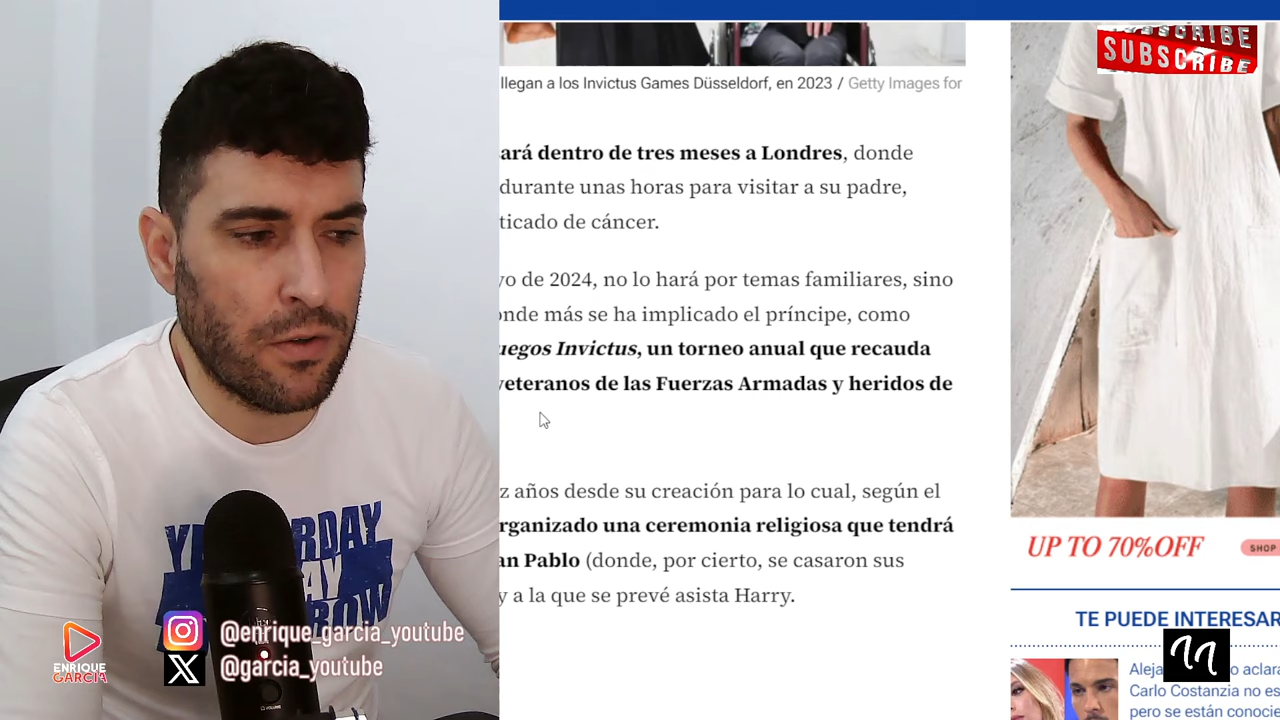 llegan a los Invictus Games Düsseldorf, en 2023 / Getty Images for
ará dentro de tres meses a Londres, donde
durante unas horas para visitar a su padre,
ticado de cáncer.
yo de 2024, no lo hará por temas familiares, sino
onde más se ha implicado el príncipe, como
uegos Invictus, un torneo anual que recauda
veteranos de las Fuerzas Armadas y heridos de
z años desde su creación para lo cual, según el
rganizado una ceremonia religiosa que tendrá
an Pablo (donde, por cierto, se casaron sus
y a la que se prevé asista Harry.
SUBSCRIBE
SUBSCRIBE
UP TO 70%OFF
SHOP
TE PUEDE INTERESAR
Carlo Costanzia no es
pero se están conocie
@enrique_garcia_youtube
@garcia_youtube
ENRIQUE
GARCIA